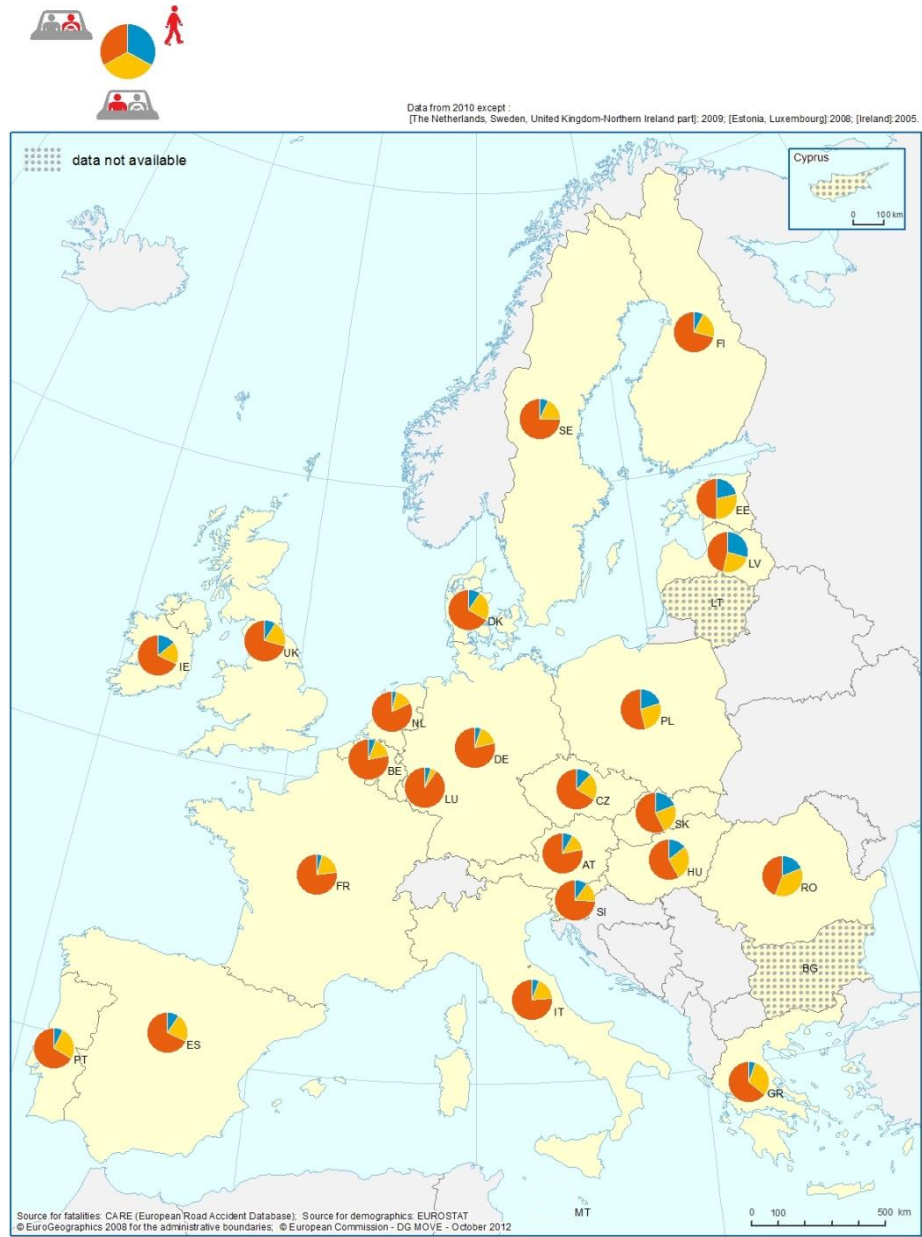 Data from 2010 except :
[The Netherlands, Sweden, United Kingdom-Northern Ireland part]: 2009; [Estonia, Luxembourg]:2008; [Ireland]:2005.
data not available
Cyprus
0 100 km
FI
SE
EE
LV
LT
DK
IE
UK
NL
PL
DE
BE
LU
CZ
SK
AT
HU
FR
RO
SI
BG
IT
ES
PT
GR
MT
Source for fatalities: CARE (European Road Accident Database); Source for demographics: EUROSTAT
© EuroGeographics 2008 for the administrative boundaries; © European Commission - DG MOVE - October 2012
0 100 500 km